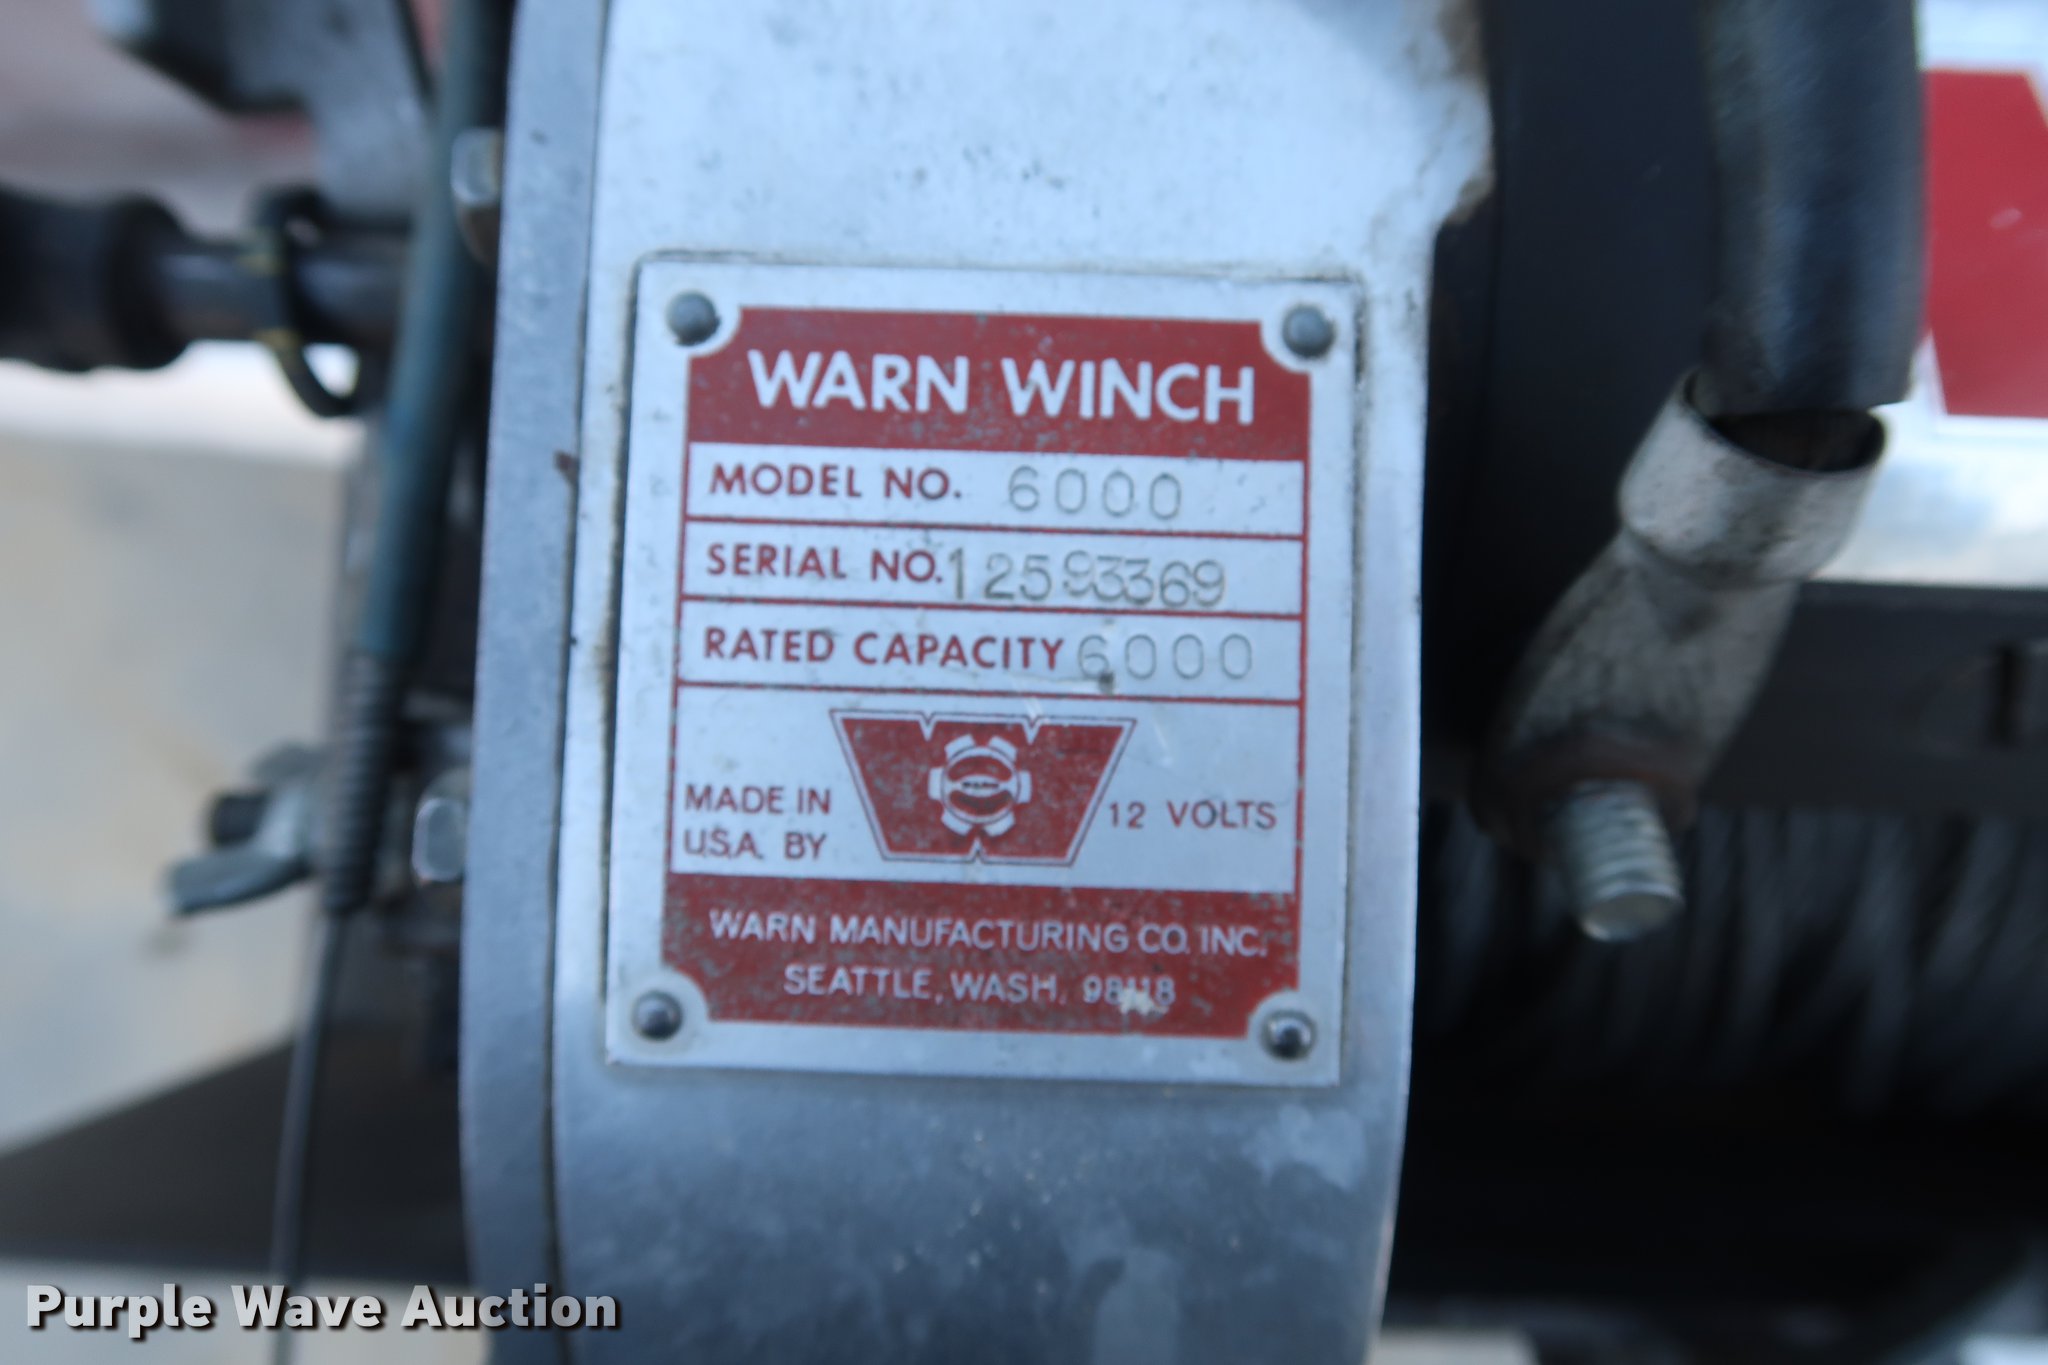 WARN WINCH
MODEL NO. 6000
SERIAL NO. 12593369
RATED CAPACITY 6000
WARN
MADE IN
U.S.A. BY
12 VOLTS
WARN MANUFACTURING CO. INC.
SEATTLE, WASH. 98118
Purple Wave Auction